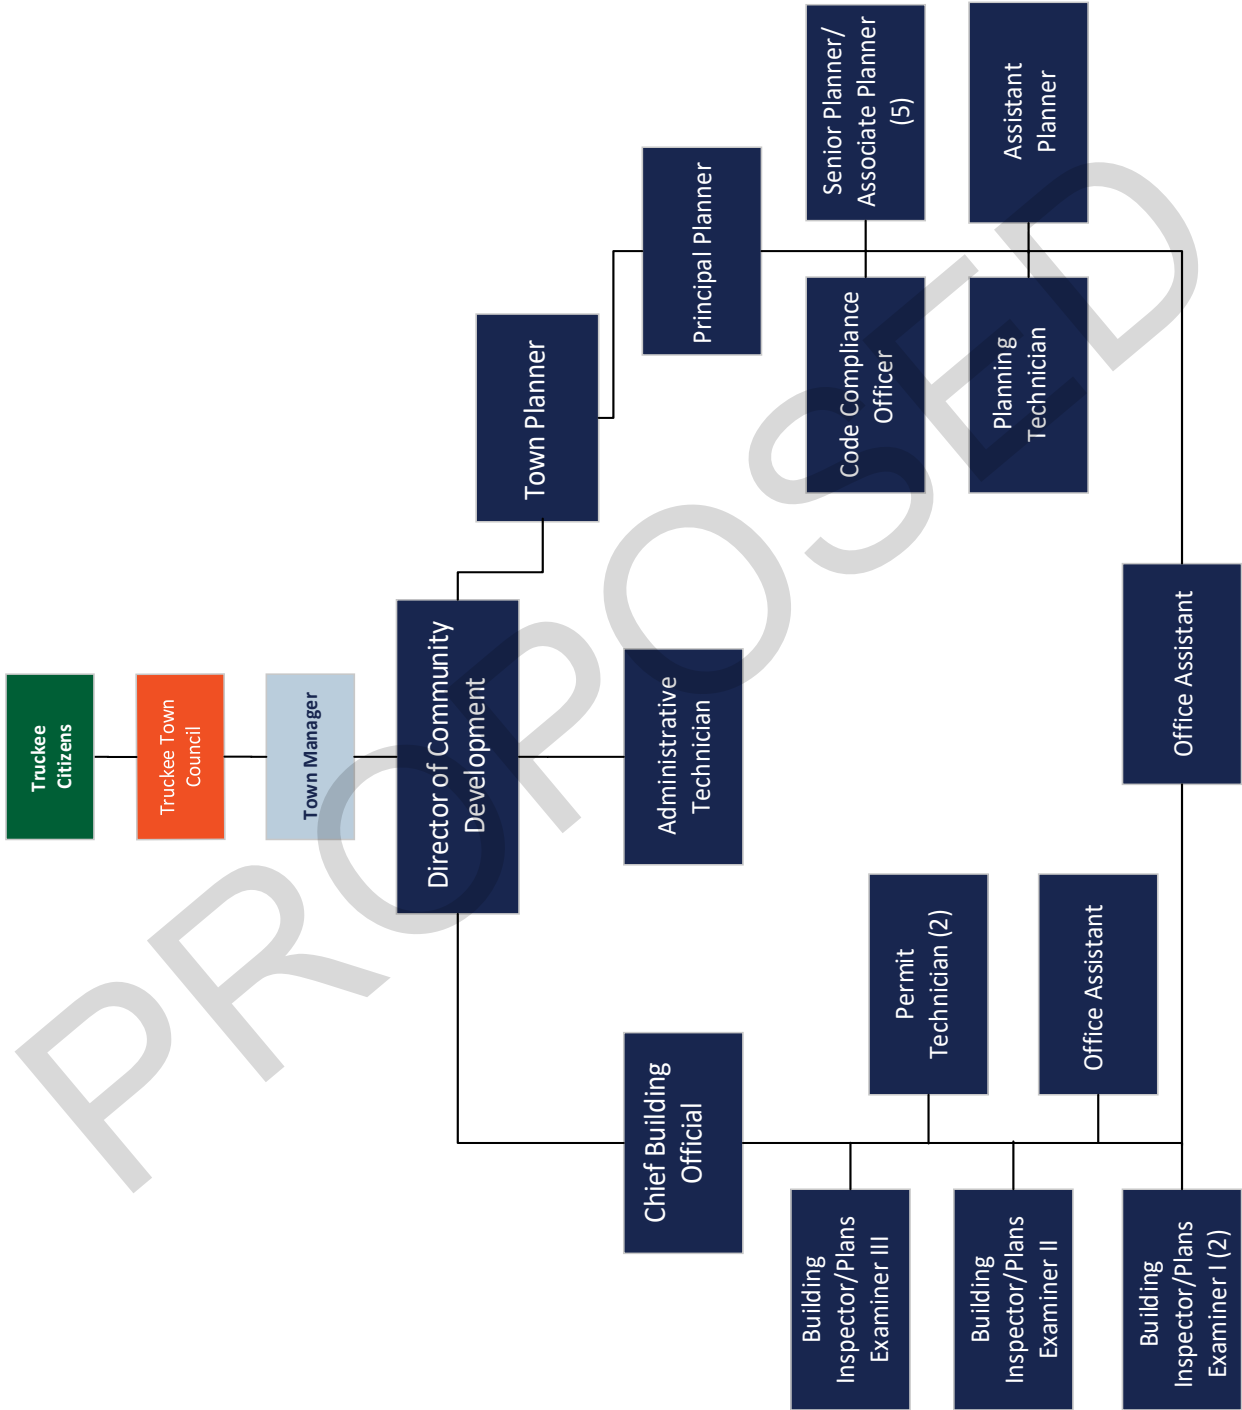 Truckee
Citizens
Truckee Town
Council
Town Manager
Director of Community
Development
Administrative
Technician
Chief Building
Official
Building
Inspector/Plans
Examiner III
Permit
Technician (2)
Building
Inspector/Plans
Examiner II
Office Assistant
Building
Inspector/Plans
Examiner I (2)
Office Assistant
Town Planner
Principal Planner
Code Compliance
Officer
Senior Planner/
Associate Planner
(5)
Planning
Technician
Assistant
Planner
PROPOSED